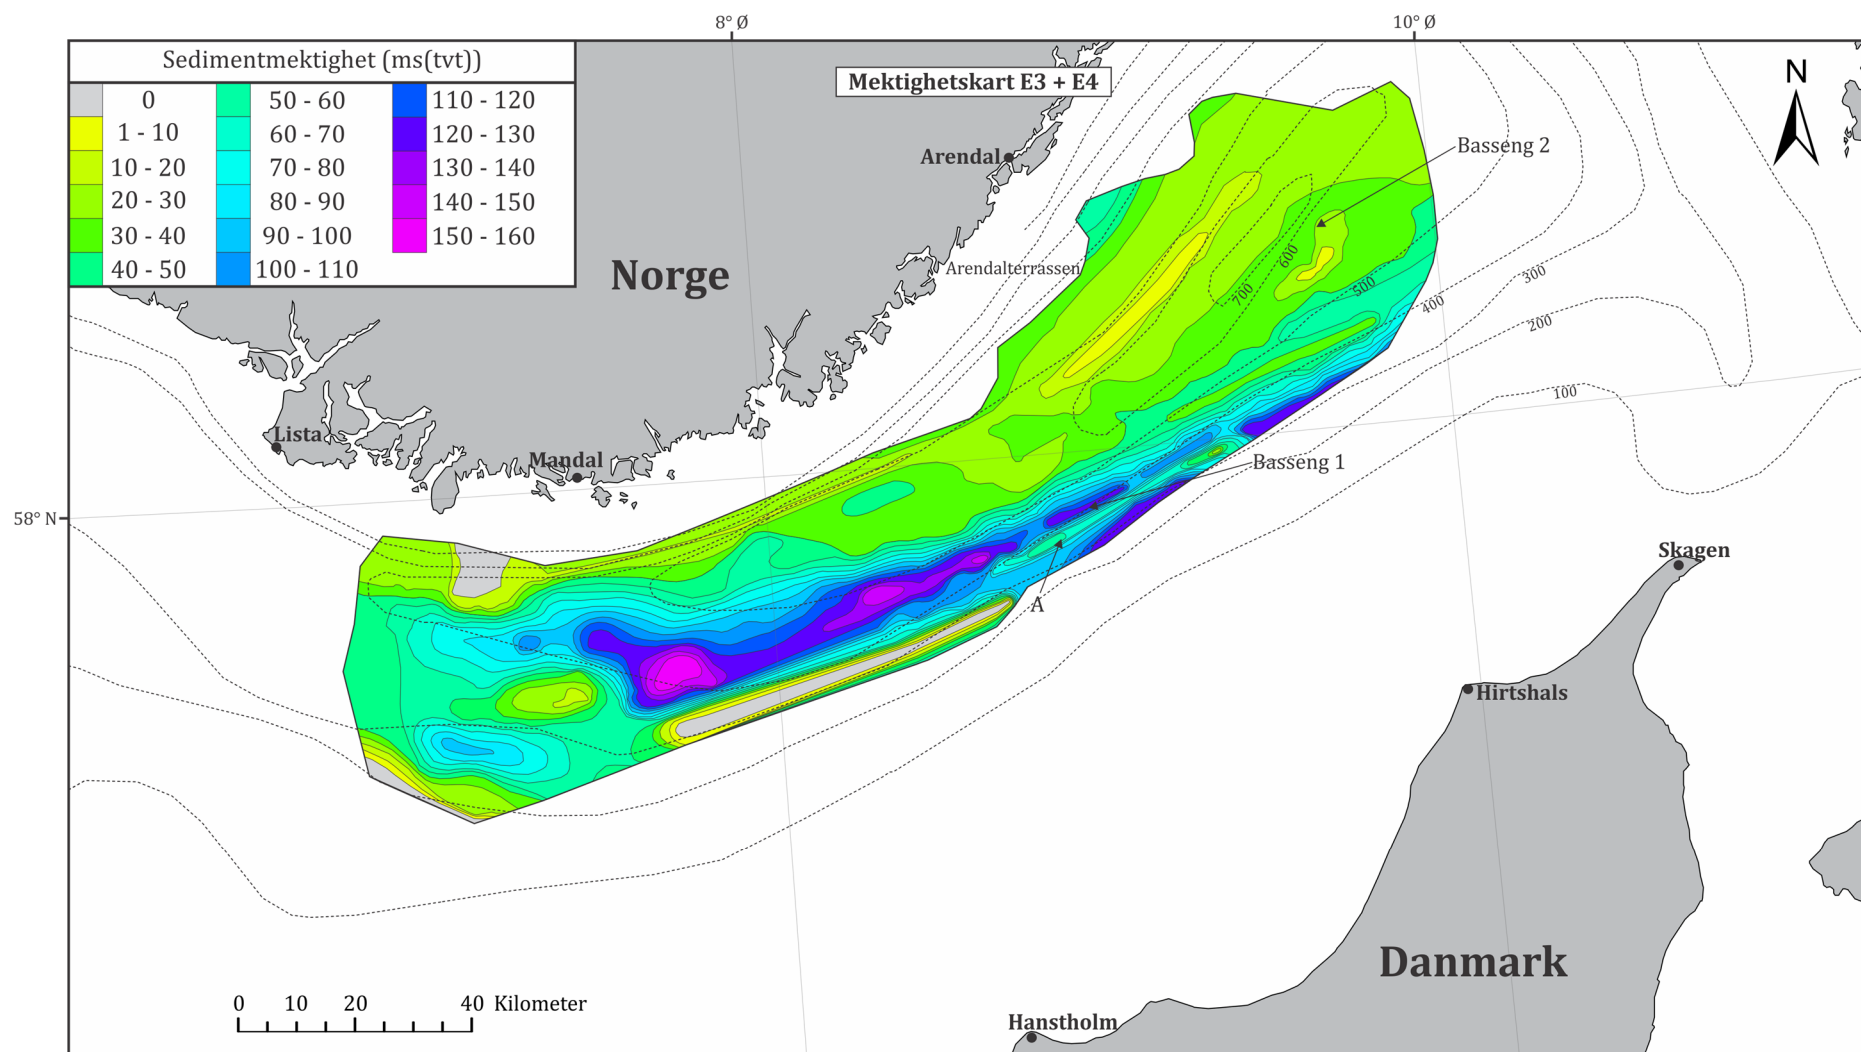 8° Ø
10° Ø
Sedimentmektighet (ms(tvt))
0
50 - 60
110 - 120
1 - 10
60 - 70
120 - 130
10 - 20
70 - 80
130 - 140
20 - 30
80 - 90
140 - 150
30 - 40
90 - 100
150 - 160
40 - 50
100 - 110
Mektighetskart E3 + E4
N
Arendal
Basseng 2
Norge
Arendalterrassen
600
700
500
400
300
200
100
Lista
Mandal
Basseng 1
58° N
A
Skagen
Hirtshals
Danmark
0 10 20 40 Kilometer
Hanstholm